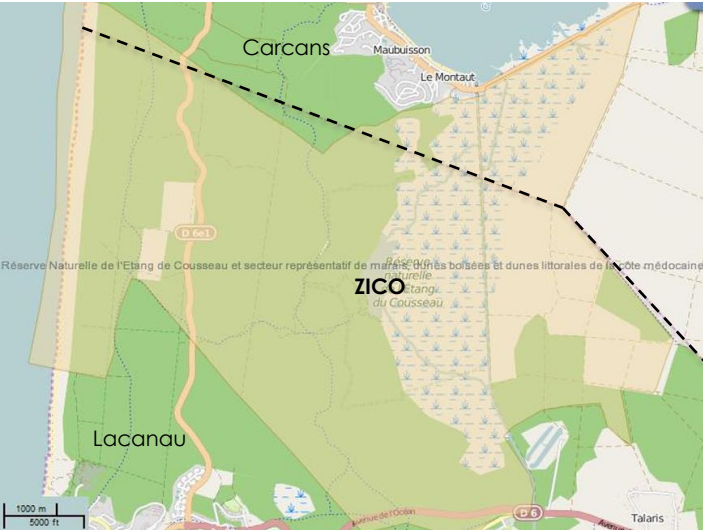 Carcans
Maubuisson
Le Montaut
D 6e1
Réserve Naturelle de l'Etang de Cousseau et secteur représentatif de marais, dunes boisées et dunes littorales de la côte médocaine
Réserve
naturelle
Etang
du Cousseau
ZICO
Lacanau
1000 m
5000 ft
Avenue de l'Océan
D 6
Talaris